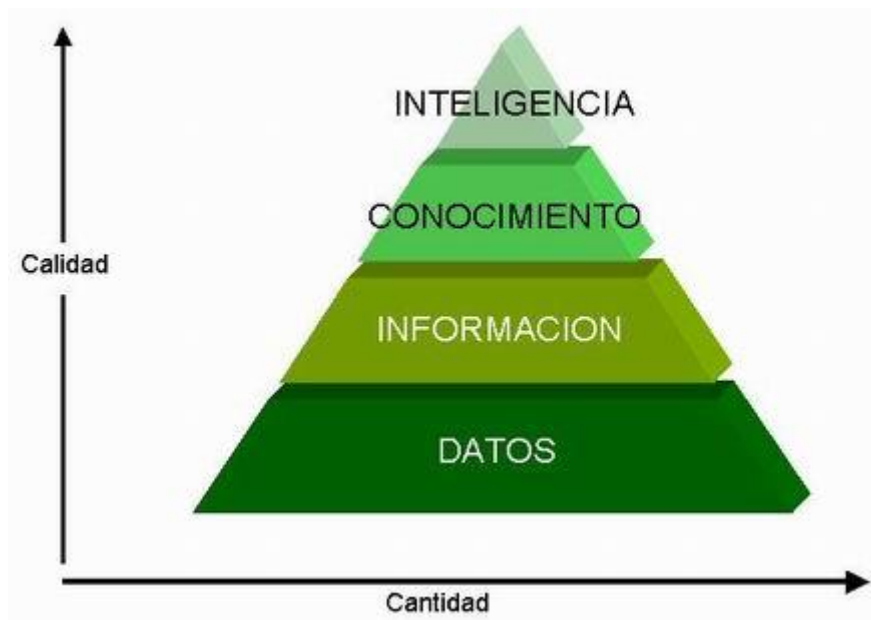 INTELIGENCIA
CONOCIMIENTO
Calidad
INFORMACION
DATOS
Cantidad